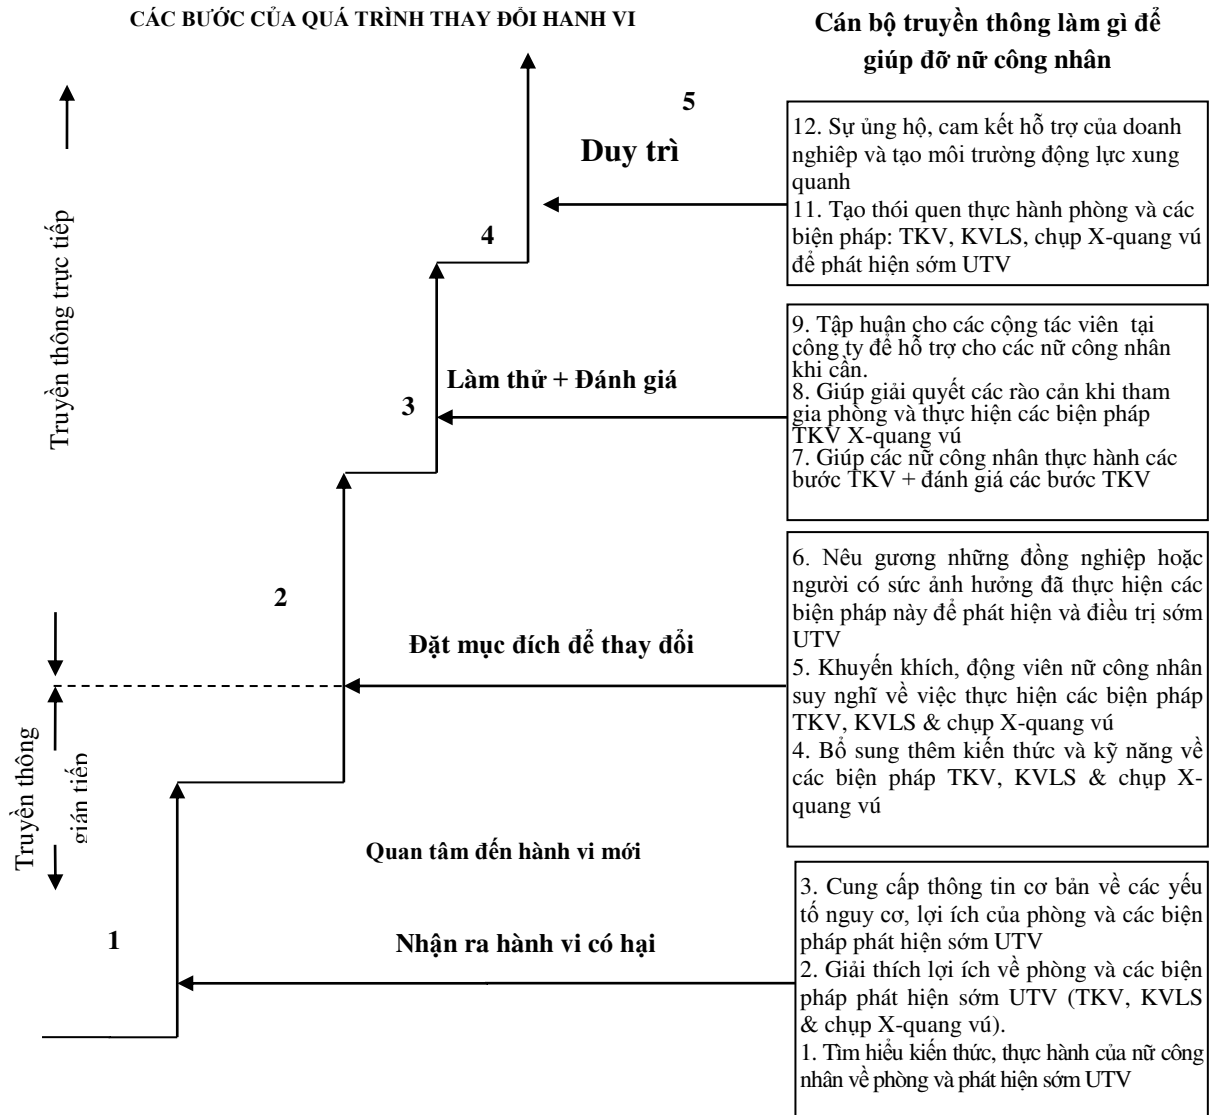 CÁC BƯỚC CỦA QUÁ TRÌNH THAY ĐỔI HANH VI
Cán bộ truyền thông làm gì để
giúp đỡ nữ công nhân
5
Duy trì
4
12. Sự ủng hộ, cam kết hỗ trợ của doanh
nghiêp và tạo môi trường động lực xung
quanh
11. Tạo thói quen thực hành phòng và các
biện pháp: TKV, KVLS, chụp X-quang vú
để phát hiện sớm UTV
Truyền thông trực tiếp
Làm thử + Đánh giá
3
9. Tập huận cho các cộng tác viên tại
công ty để hỗ trợ cho các nữ công nhân
khi cần.
8. Giúp giải quyết các rào cản khi tham
gia phòng và thực hiện các biện pháp
TKV X-quang vú
7. Giúp các nữ công nhân thực hành các
bước TKV + đánh giá các bước TKV
2
Đặt mục đích để thay đổi
6. Nêu gương những đồng nghiệp hoặc
người có sức ảnh hưởng đã thực hiện các
biện pháp này để phát hiện và điều trị sớm
UTV
5. Khuyến khích, động viên nữ công nhân
suy nghĩ về việc thực hiện các biện pháp
TKV, KVLS & chụp X-quang vú
4. Bổ sung thêm kiến thức và kỹ năng về
các biện pháp TKV, KVLS & chụp X-
quang vú
Truyền thông
gián tiếp
Quan tâm đến hành vi mới
1
Nhận ra hành vi có hại
3. Cung cấp thông tin cơ bản về các yếu
tố nguy cơ, lợi ích của phòng và các biện
pháp phát hiện sớm UTV
2. Giải thích lợi ích về phòng và các biện
pháp phát hiện sớm UTV (TKV, KVLS
& chụp X-quang vú).
1. Tìm hiểu kiến thức, thực hành của nữ công
nhân về phòng và phát hiện sớm UTV